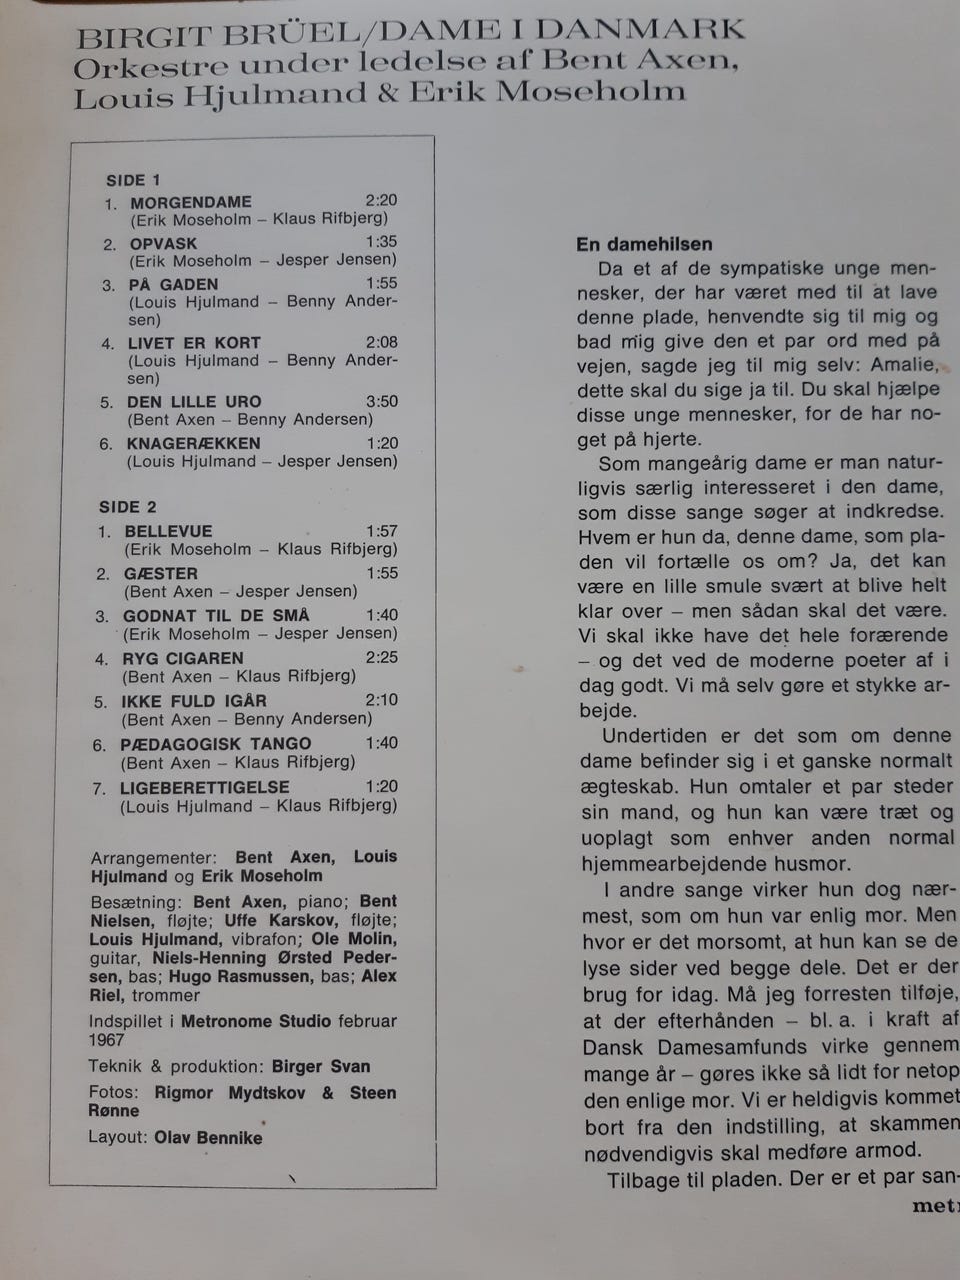 BIRGIT BRÜEL/DAME I DANMARK
Orkestre under ledelse af Bent Axen,
Louis Hjulmand & Erik Moseholm
SIDE 1
1. MORGENDAME 2:20
(Erik Moseholm – Klaus Rifbjerg)
2. OPVASK 1:35
(Erik Moseholm – Jesper Jensen)
3. PÅ GADEN 1:55
(Louis Hjulmand – Benny Ander-
sen)
4. LIVET ER KORT 2:08
(Louis Hjulmand – Benny Ander-
sen)
5. DEN LILLE URO 3:50
(Bent Axen – Benny Andersen)
6. KNAGERÆKKEN 1:20
(Louis Hjulmand – Jesper Jensen)
SIDE 2
1. BELLEVUE 1:57
(Erik Moseholm – Klaus Rifbjerg)
2. GÆSTER 1:55
(Bent Axen – Jesper Jensen)
3. GODNAT TIL DE SMÅ 1:40
(Erik Moseholm – Jesper Jensen)
4. RYG CIGAREN 2:25
(Bent Axen – Klaus Rifbjerg)
5. IKKE FULD IGÅR 2:10
(Bent Axen – Benny Andersen)
6. PÆDAGOGISK TANGO 1:40
(Bent Axen – Klaus Rifbjerg)
7. LIGEBERETTIGELSE 1:20
(Louis Hjulmand – Klaus Rifbjerg)
Arrangementer: Bent Axen, Louis
Hjulmand og Erik Moseholm
Besætning: Bent Axen, piano; Bent
Nielsen, fløjte; Uffe Karskov, fløjte;
Louis Hjulmand, vibrafon; Ole Molin,
guitar, Niels-Henning Ørsted Peder-
sen, bas; Hugo Rasmussen, bas; Alex
Riel, trommer
Indspillet i Metronome Studio februar
1967
Teknik & produktion: Birger Svan
Fotos: Rigmor Mydtskov & Steen
Rønne
Layout: Olav Bennike
En damehilsen
Da et af de sympatiske unge men-
nesker, der har været med til at lave
denne plade, henvendte sig til mig og
bad mig give den et par ord med på
vejen, sagde jeg til mig selv: Amalie,
dette skal du sige ja til. Du skal hjælpe
disse unge mennesker, for de har no-
get på hjerte.
Som mangeårig dame er man natur-
ligvis særlig interesseret i den dame,
som disse sange søger at indkredse.
Hvem er hun da, denne dame, som pla-
den vil fortælle os om? Ja, det kan
være en lille smule svært at blive helt
klar over – men sådan skal det være.
Vi skal ikke have det hele forærende
– og det ved de moderne poeter af i
dag godt. Vi må selv gøre et stykke ar-
bejde.
Undertiden er det som om denne
dame befinder sig i et ganske normalt
ægteskab. Hun omtaler et par steder
sin mand, og hun kan være træt og
uoplagt som enhver anden normal
hjemmearbejdende husmor.
I andre sange virker hun dog nær-
mest, som om hun var enlig mor. Men
hvor er det morsomt, at hun kan se de
lyse sider ved begge dele. Det er der
brug for idag. Må jeg forresten tilføje,
at der efterhånden – bl. a. i kraft af
Dansk Damesamfunds virke gennem
mange år – gøres ikke så lidt for netop
den enlige mor. Vi er heldigvis kommet
bort fra den indstilling, at skammen
nødvendigvis skal medføre armod.
Tilbage til pladen. Der er et par san-
metr